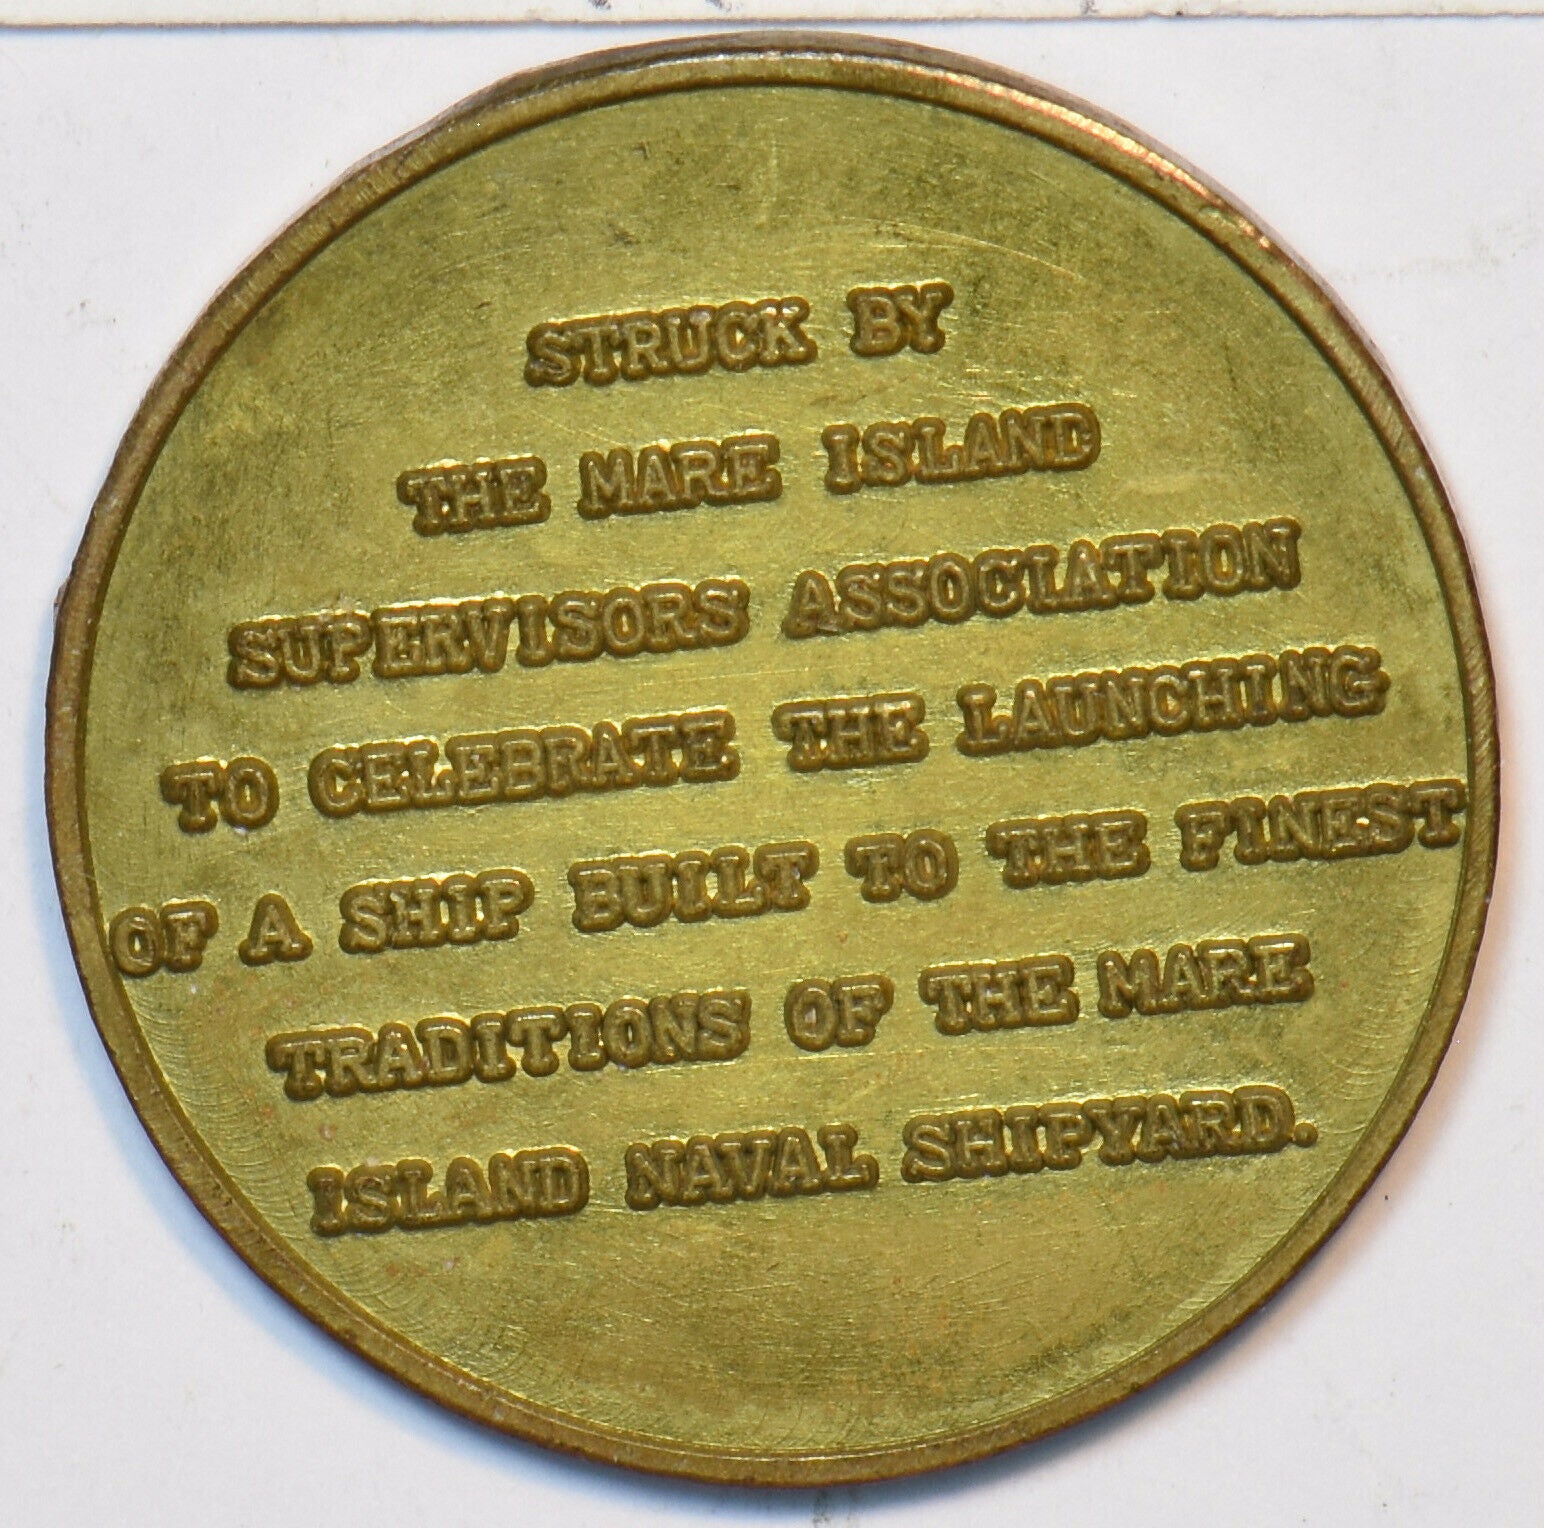 STRUCK BY
THE MARE ISLAND
SUPERVISORS ASSOCIATION
TO CELEBRATE THE LAUNCHING
OF A SHIP BUILT TO THE FINEST
TRADITIONS OF THE MARE
ISLAND NAVAL SHIPYARD.